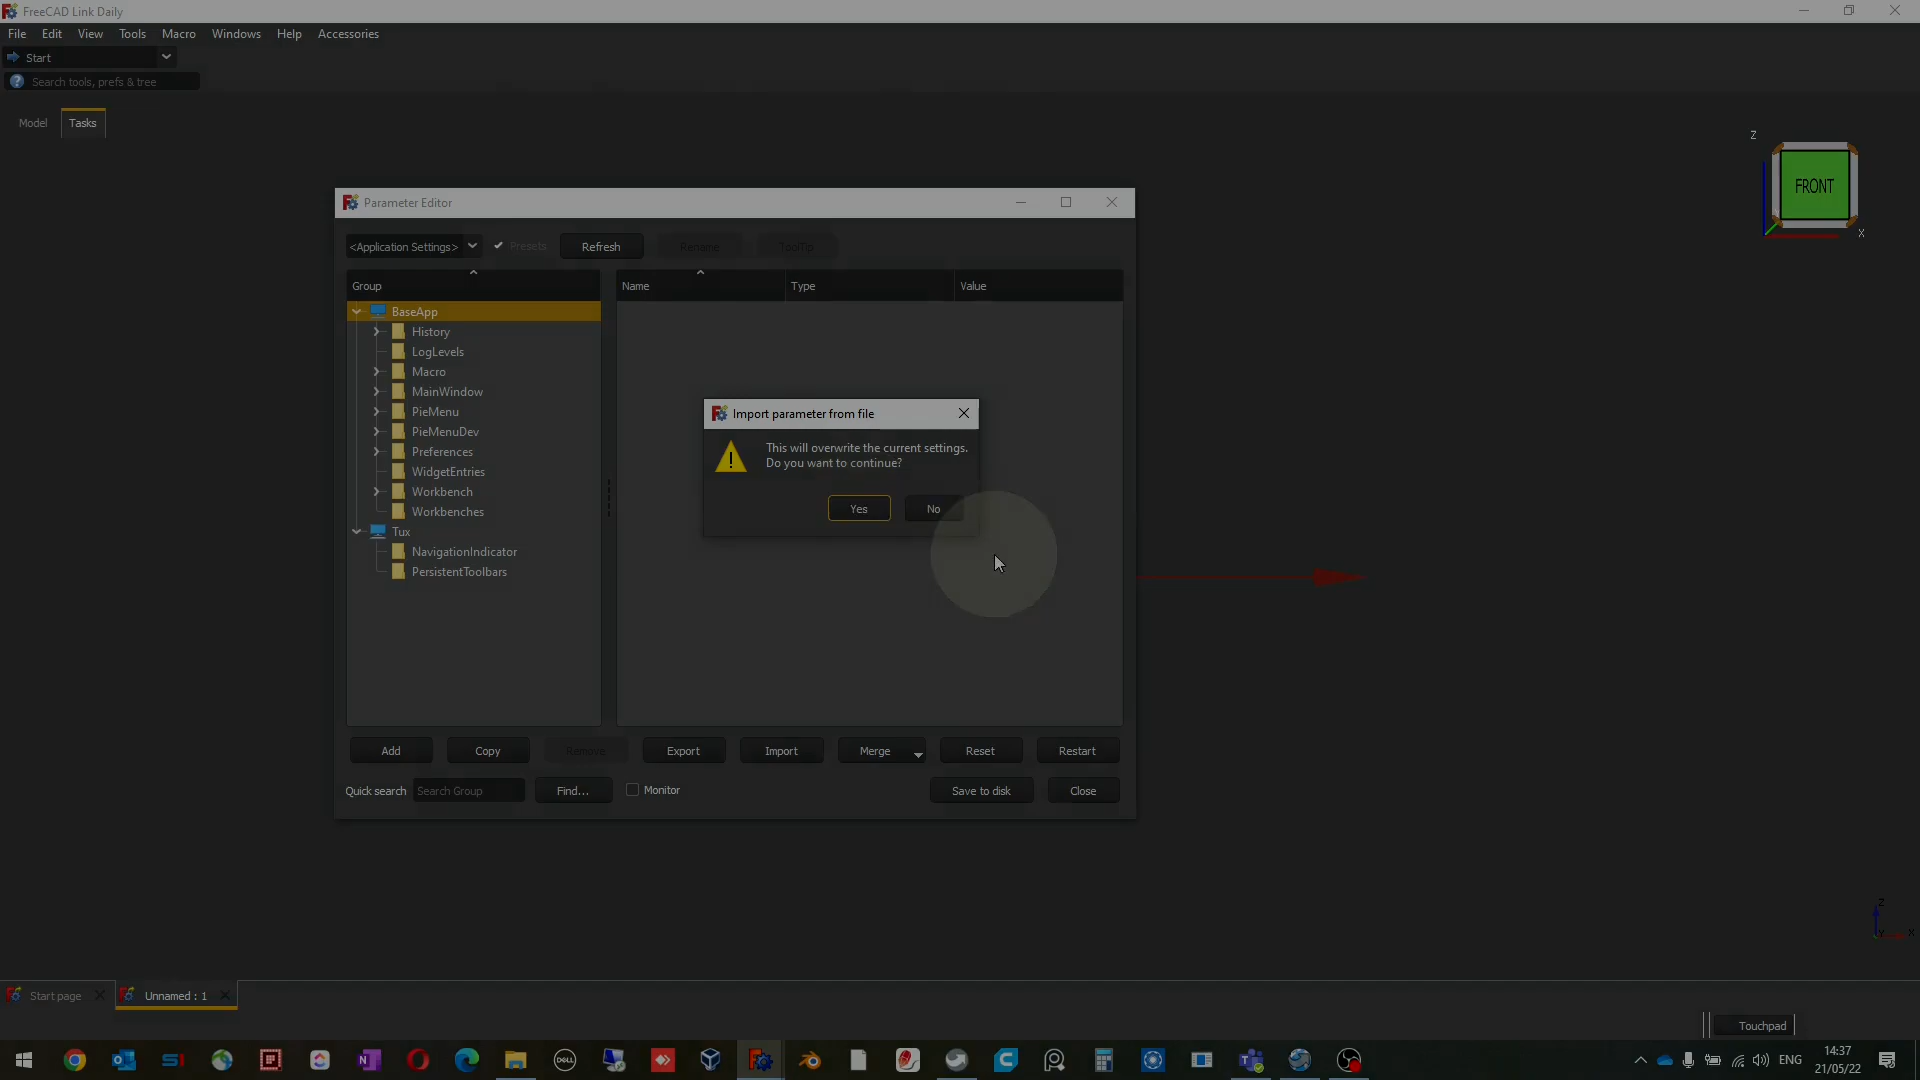 FreeCAD Link Daily
File Edit View Tools Macro Windows Help Accessories
Start
Search tools, prefs & tree
Model Tasks
Z
FRONT
X
Parameter Editor
<Application Settings> Presets Refresh Rename ToolTip
Group
Name Type Value
BaseApp
History
LogLevels
Macro
MainWindow
PieMenu
PieMenuDev
Preferences
WidgetEntries
Workbench
Workbenches
Tux
NavigationIndicator
PersistentToolbars
Import parameter from file
This will overwrite the current settings.
Do you want to continue?
Yes No
Add Copy Remove Export Import Merge Reset Restart
Quick search Search Group Find... Monitor Save to disk Close
Z
Y X
Start page Unnamed : 1
Touchpad
ENG
14:37
21/05/22